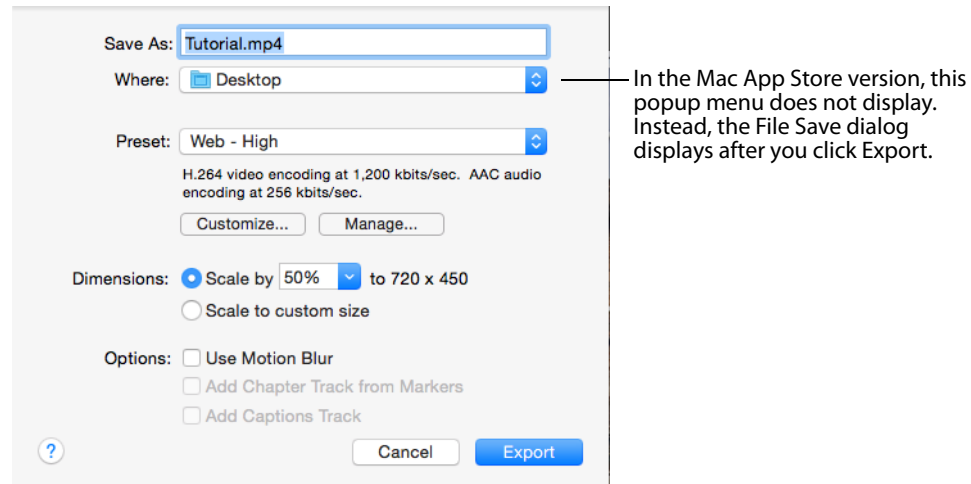 Save As: Tutorial.mp4
Where: Desktop
In the Mac App Store version, this
popup menu does not display.
Instead, the File Save dialog
displays after you click Export.
Preset: Web - High
H.264 video encoding at 1,200 kbits/sec. AAC audio
encoding at 256 kbits/sec.
Customize... Manage...
Dimensions: Scale by 50% to 720 x 450
Scale to custom size
Options: Use Motion Blur
Add Chapter Track from Markers
Add Captions Track
? Cancel Export